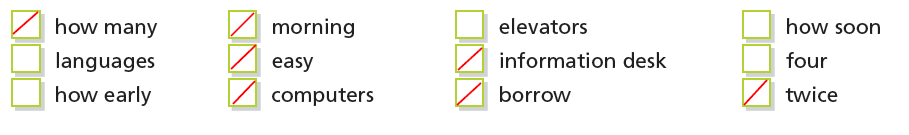 how many morning elevators how soon
languages easy information desk four
how early computers borrow twice